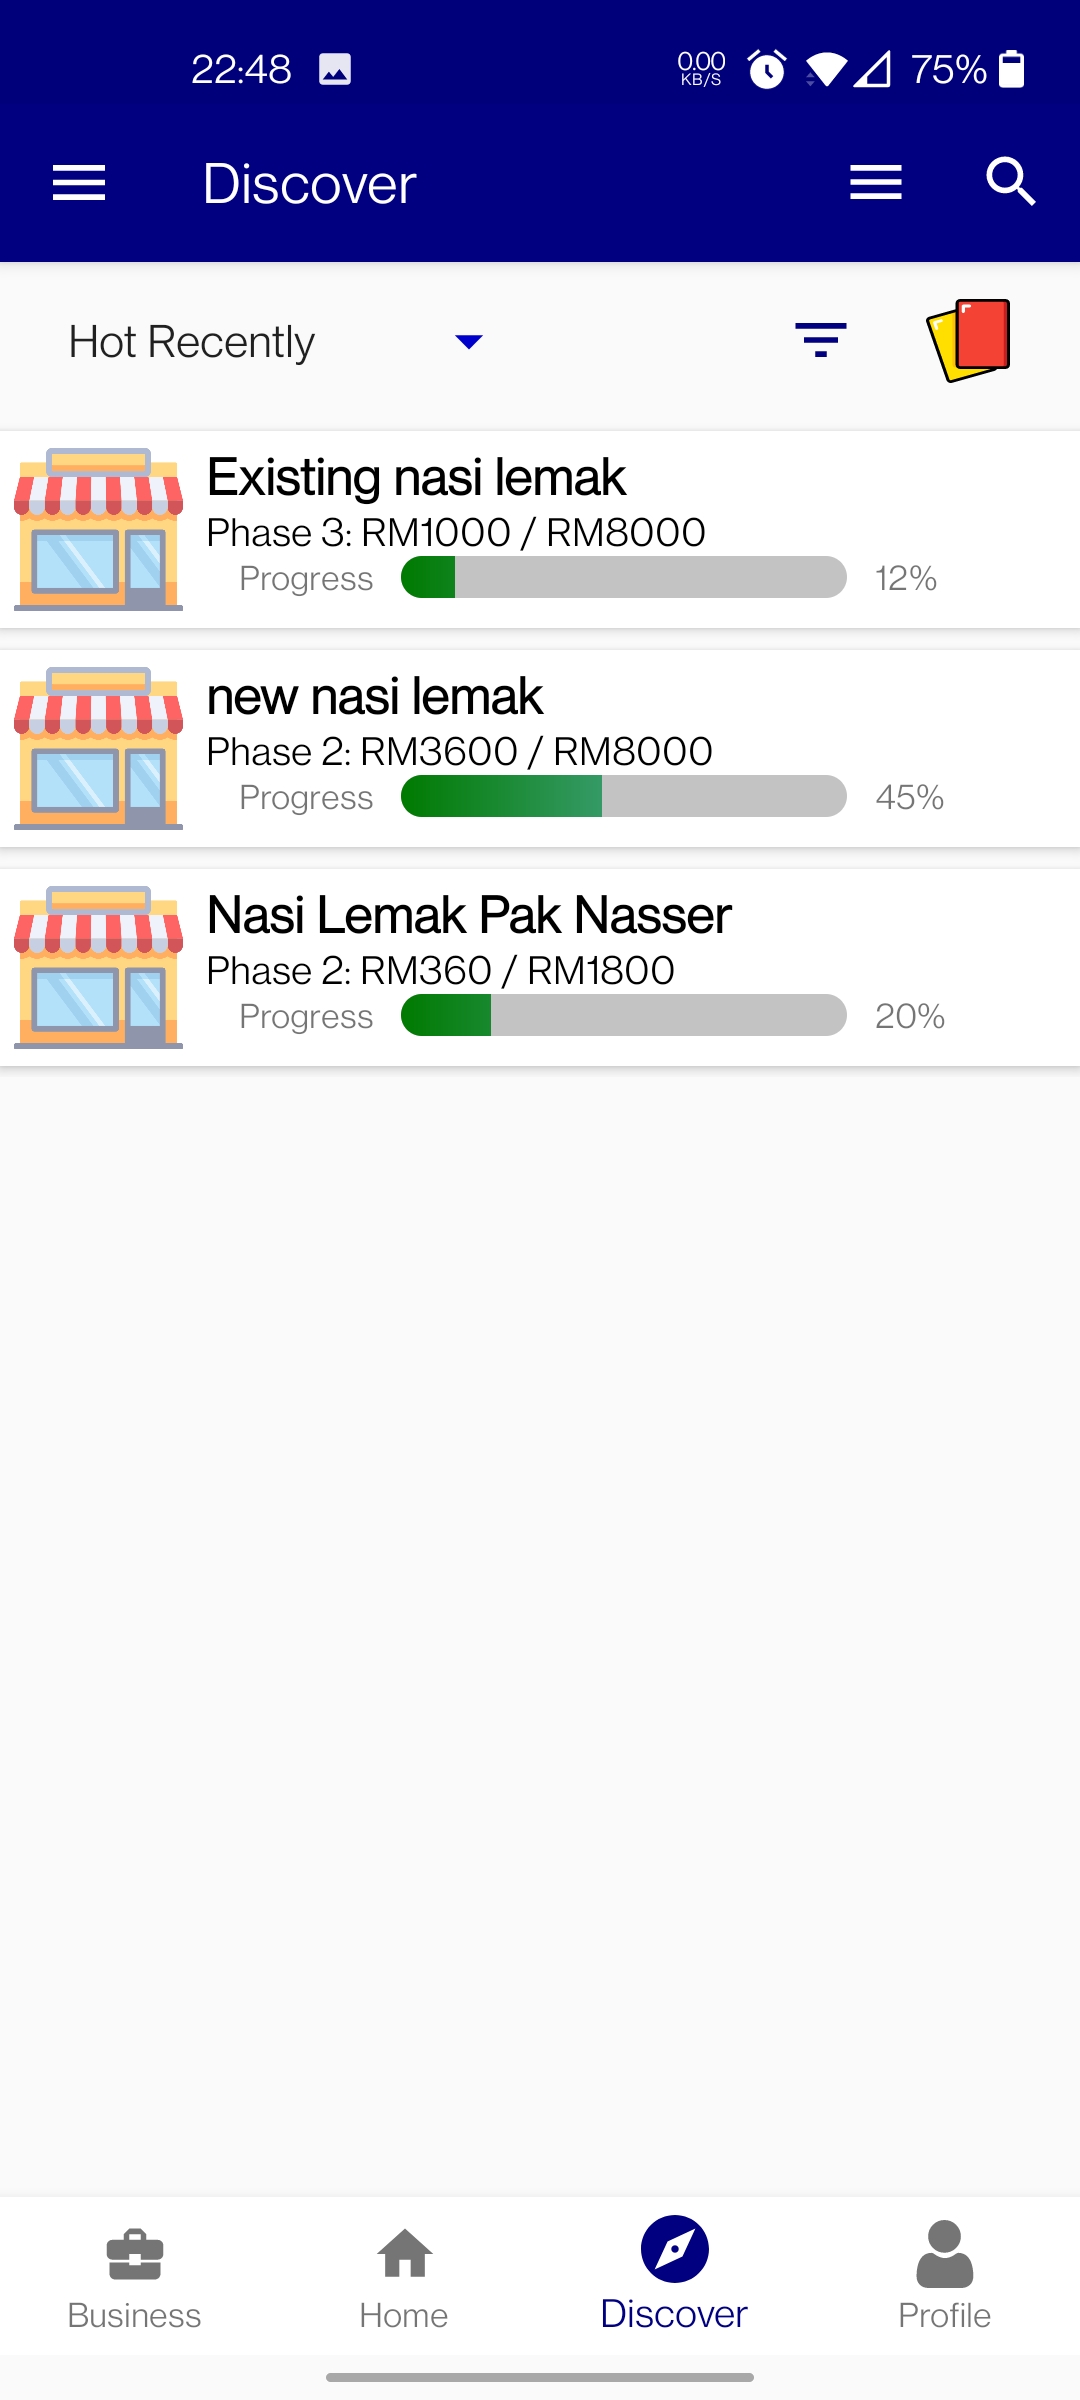 22:48
0.00
KB/S
75%
Discover
Hot Recently
Existing nasi lemak
Phase 3: RM1000 / RM8000
Progress 12%
new nasi lemak
Phase 2: RM3600 / RM8000
Progress 45%
Nasi Lemak Pak Nasser
Phase 2: RM360 / RM1800
Progress 20%
Business
Home
Discover
Profile